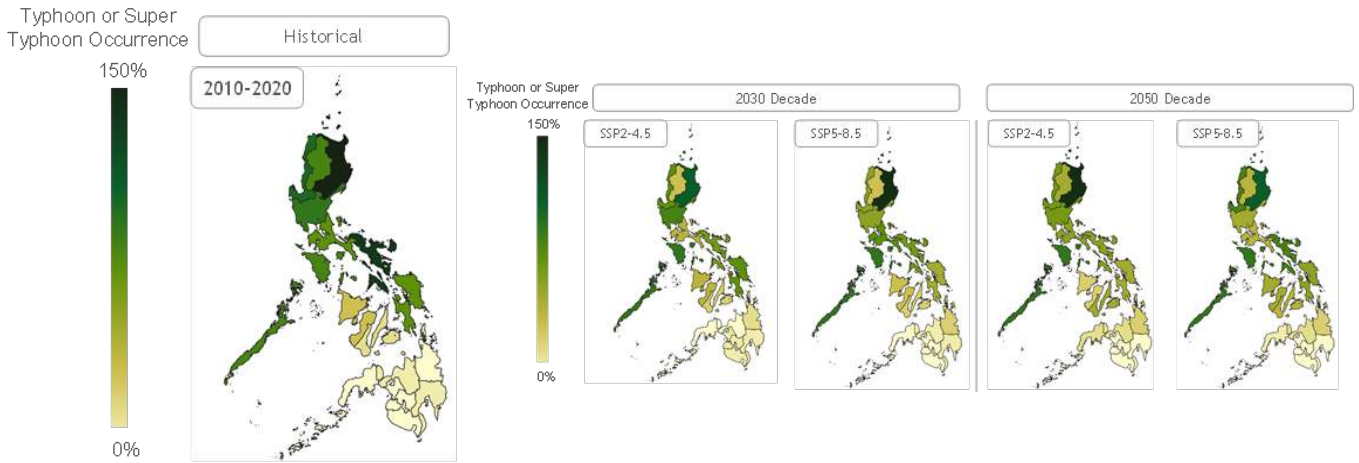 Typhoon or Super
Typhoon Occurrence
150%
0%
Historical
2010-2020
Typhoon or Super
Typhoon Occurrence
150%
0%
2030 Decade
SSP2-4.5
SSP5-8.5
2050 Decade
SSP2-4.5
SSP5-8.5